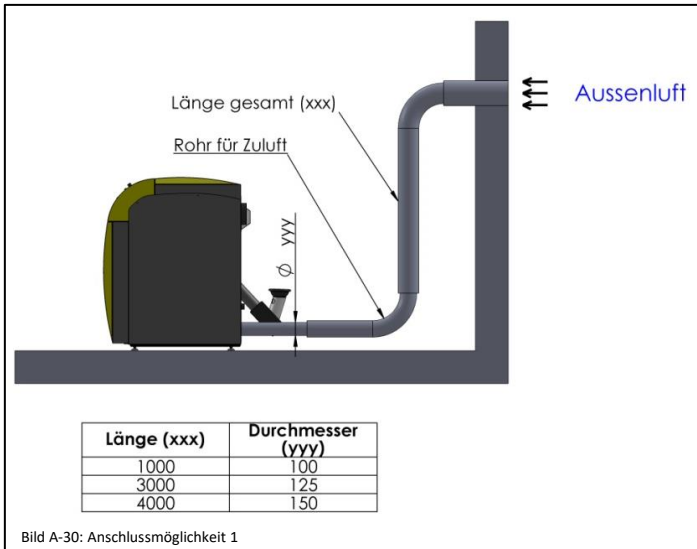 Länge gesamt (xxx)
Aussenluft
Rohr für Zuluft
Ø yyy
Länge (xxx) Durchmesser (yyy)
1000 100
3000 125
4000 150
Bild A-30: Anschlussmöglichkeit 1